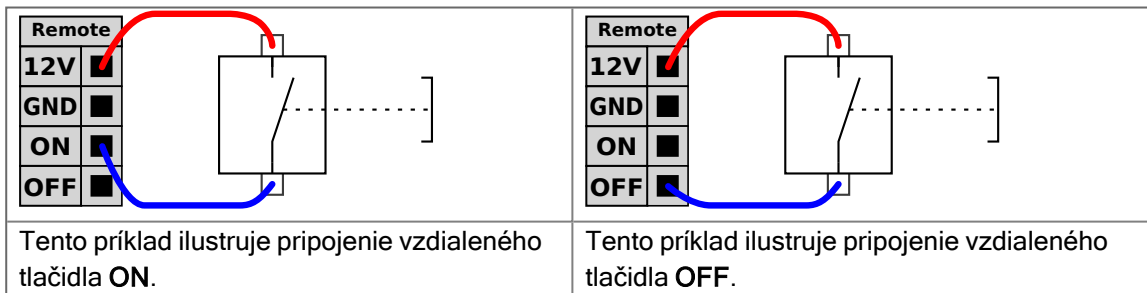 Remote
12V
GND
ON
OFF
Tento príklad ilustruje pripojenie vzdialeného
tlačidla ON.
Remote
12V
GND
ON
OFF
Tento príklad ilustruje pripojenie vzdialeného
tlačidla OFF.